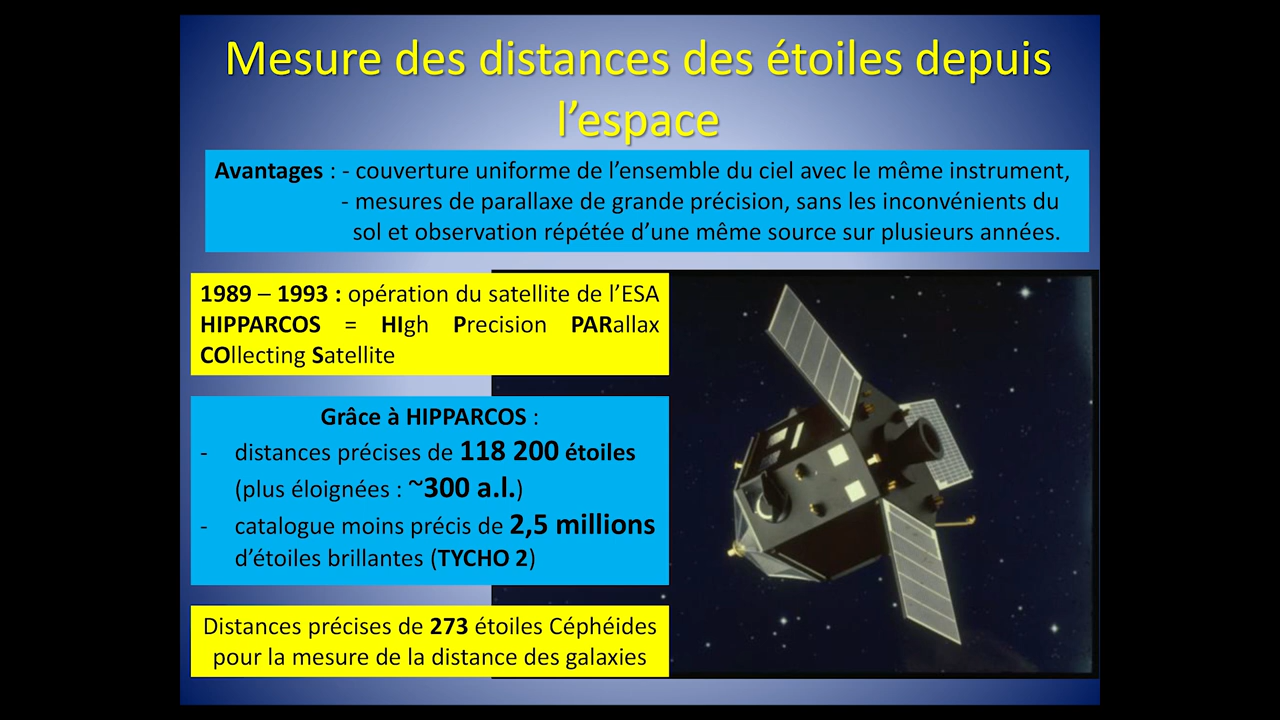 Mesure des distances des étoiles depuis
l’espace
Avantages : - couverture uniforme de l’ensemble du ciel avec le même instrument,
- mesures de parallaxe de grande précision, sans les inconvénients du
sol et observation répétée d’une même source sur plusieurs années.
1989 – 1993 : opération du satellite de l’ESA
HIPPARCOS = HIgh Precision PARallax
COllecting Satellite
Grâce à HIPPARCOS :
- distances précises de 118 200 étoiles
(plus éloignées : ~300 a.l.)
- catalogue moins précis de 2,5 millions
d’étoiles brillantes (TYCHO 2)
Distances précises de 273 étoiles Céphéides
pour la mesure de la distance des galaxies